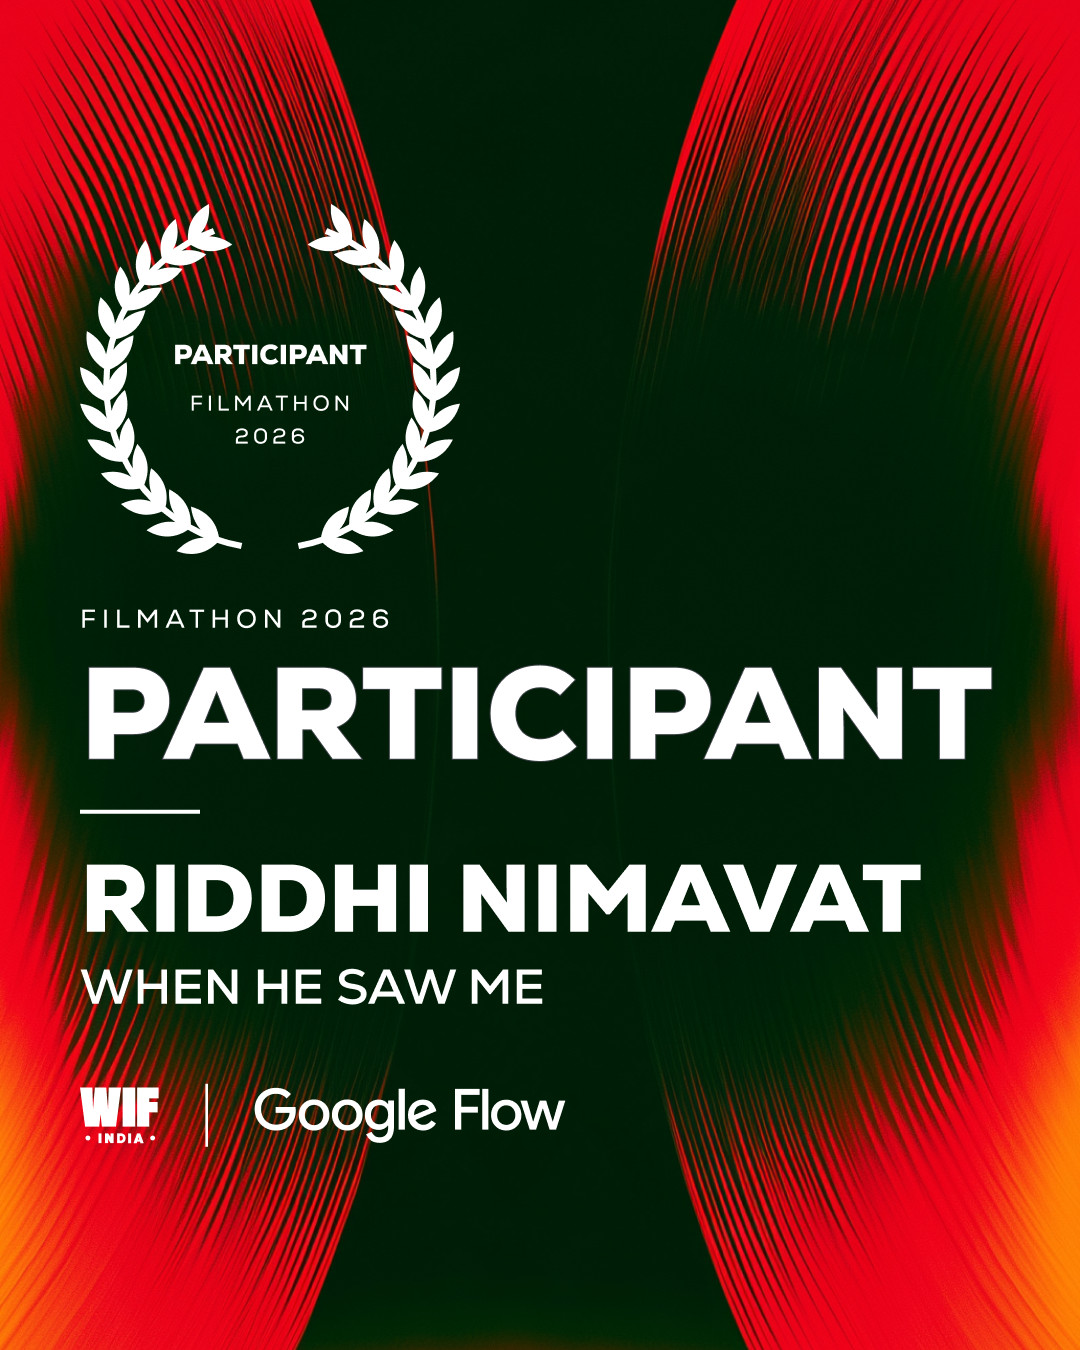 PARTICIPANT
FILMATHON
2026
FILMATHON 2026
PARTICIPANT
RIDDHI NIMAVAT
WHEN HE SAW ME
WIF
• INDIA •
Google Flow